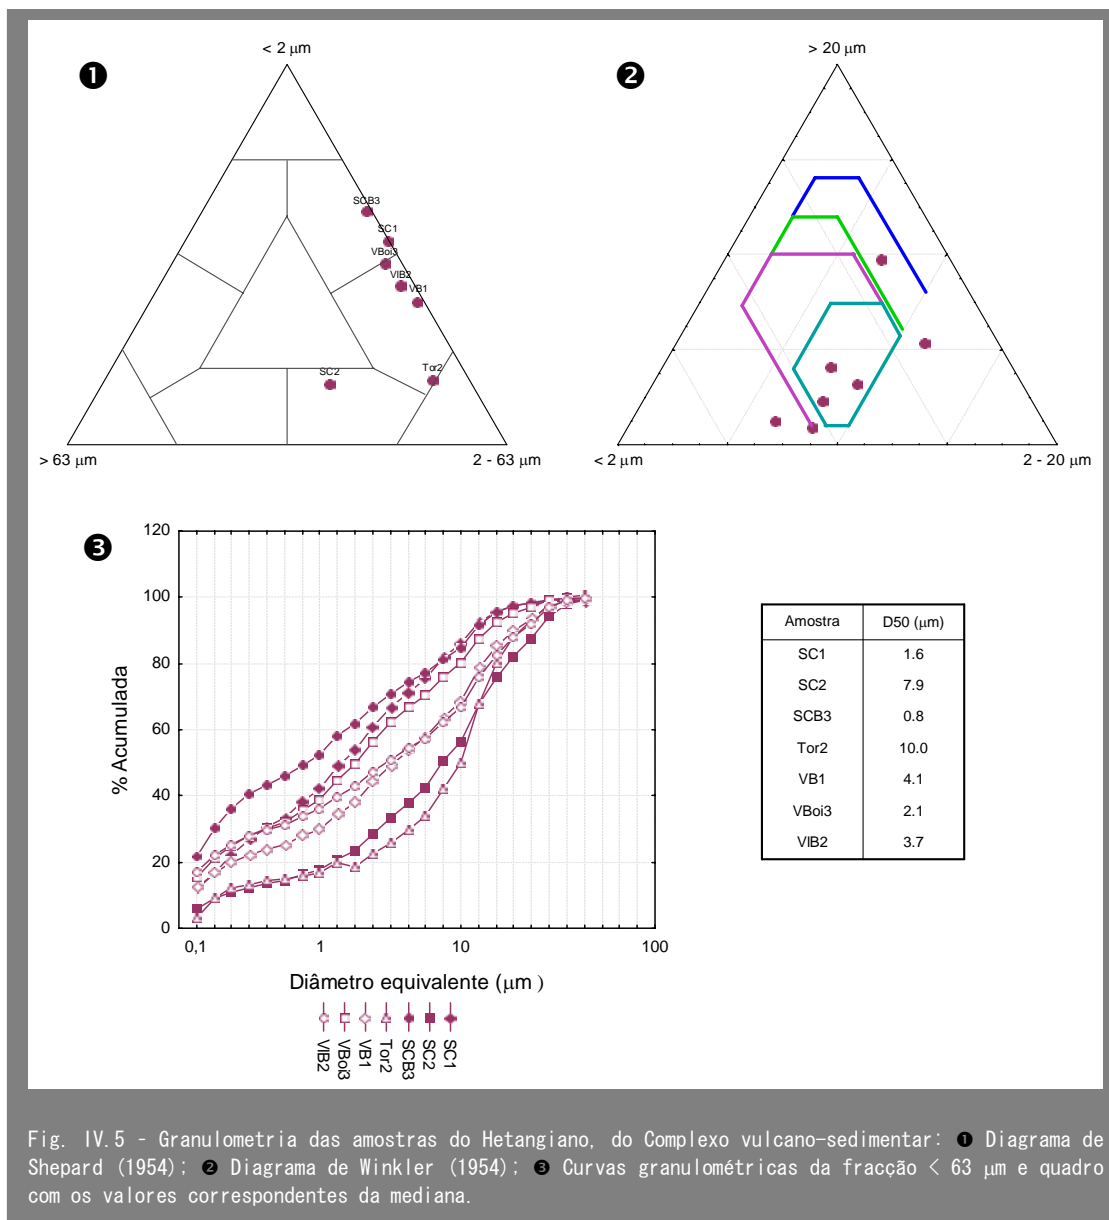 ❶
< 2 μm
SCB3
SC1
VBoi3
VIB2
VB1
SC2
Tor2
> 63 μm
2 - 63 μm
❷
> 20 μm
< 2 μm
2 - 20 μm
❸
120
100
80
60
40
20
0
% Acumulada
0,1
1
10
100
Diâmetro equivalente (μm )
VIB2
VBoi3
VB1
Tor2
SCB3
SC2
SC1
Amostra D50 (μm)
SC1 1.6
SC2 7.9
SCB3 0.8
Tor2 10.0
VB1 4.1
VBoi3 2.1
VIB2 3.7
Fig. IV.5 - Granulometria das amostras do Hetangiano, do Complexo vulcano-sedimentar: ❶ Diagrama de
Shepard (1954); ❷ Diagrama de Winkler (1954); ❸ Curvas granulométricas da fracção < 63 μm e quadro
com os valores correspondentes da mediana.